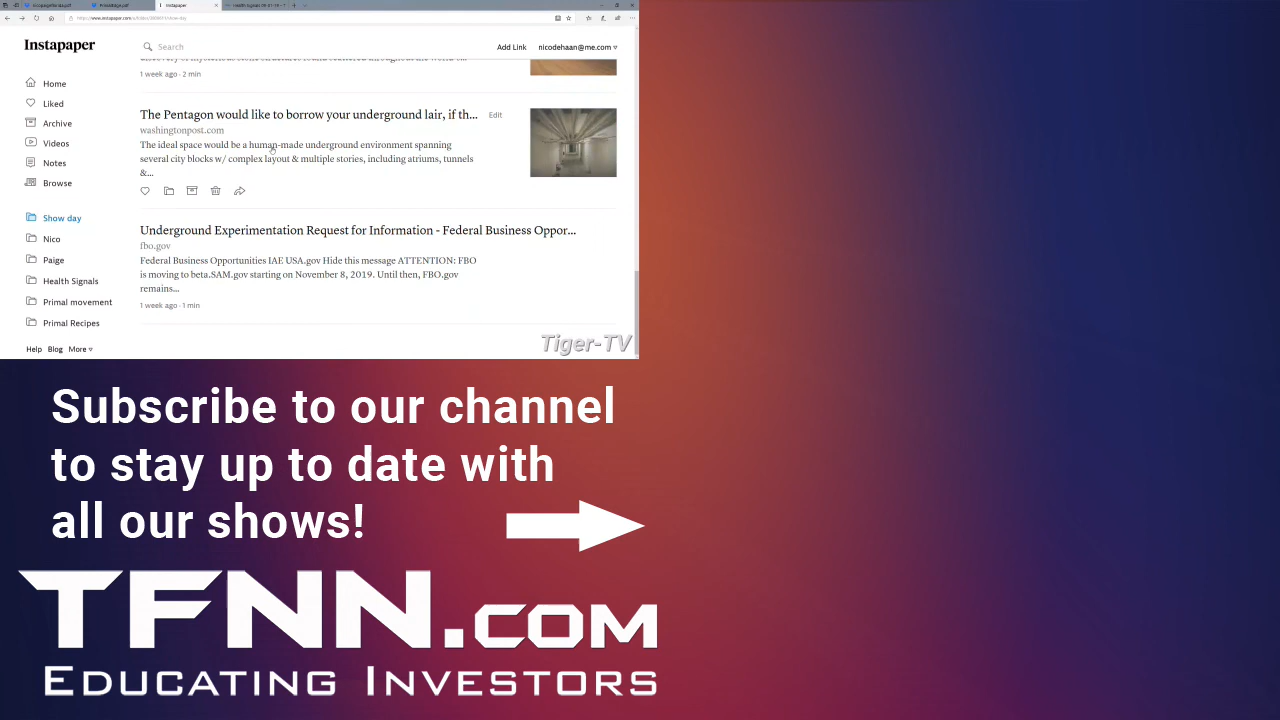 Instapaper
Search
Add Link
nicodehaan@me.com
1 week ago · 2 min
Home
Liked
Archive
Videos
Notes
Browse
Show day
Nico
Paige
Health Signals
Primal movement
Primal Recipes
Help Blog More
The Pentagon would like to borrow your underground lair, if th...
Edit
washingtonpost.com
The ideal space would be a human-made underground environment spanning
several city blocks w/ complex layout & multiple stories, including atriums, tunnels
&...
Underground Experimentation Request for Information - Federal Business Oppor...
fbo.gov
Federal Business Opportunities IAE USA.gov Hide this message ATTENTION: FBO
is moving to beta.SAM.gov starting on November 8, 2019. Until then, FBO.gov
remains...
1 week ago · 1 min
Tiger-TV
Subscribe to our channel
to stay up to date with
all our shows!
TFNN.COM
EDUCATING INVESTORS